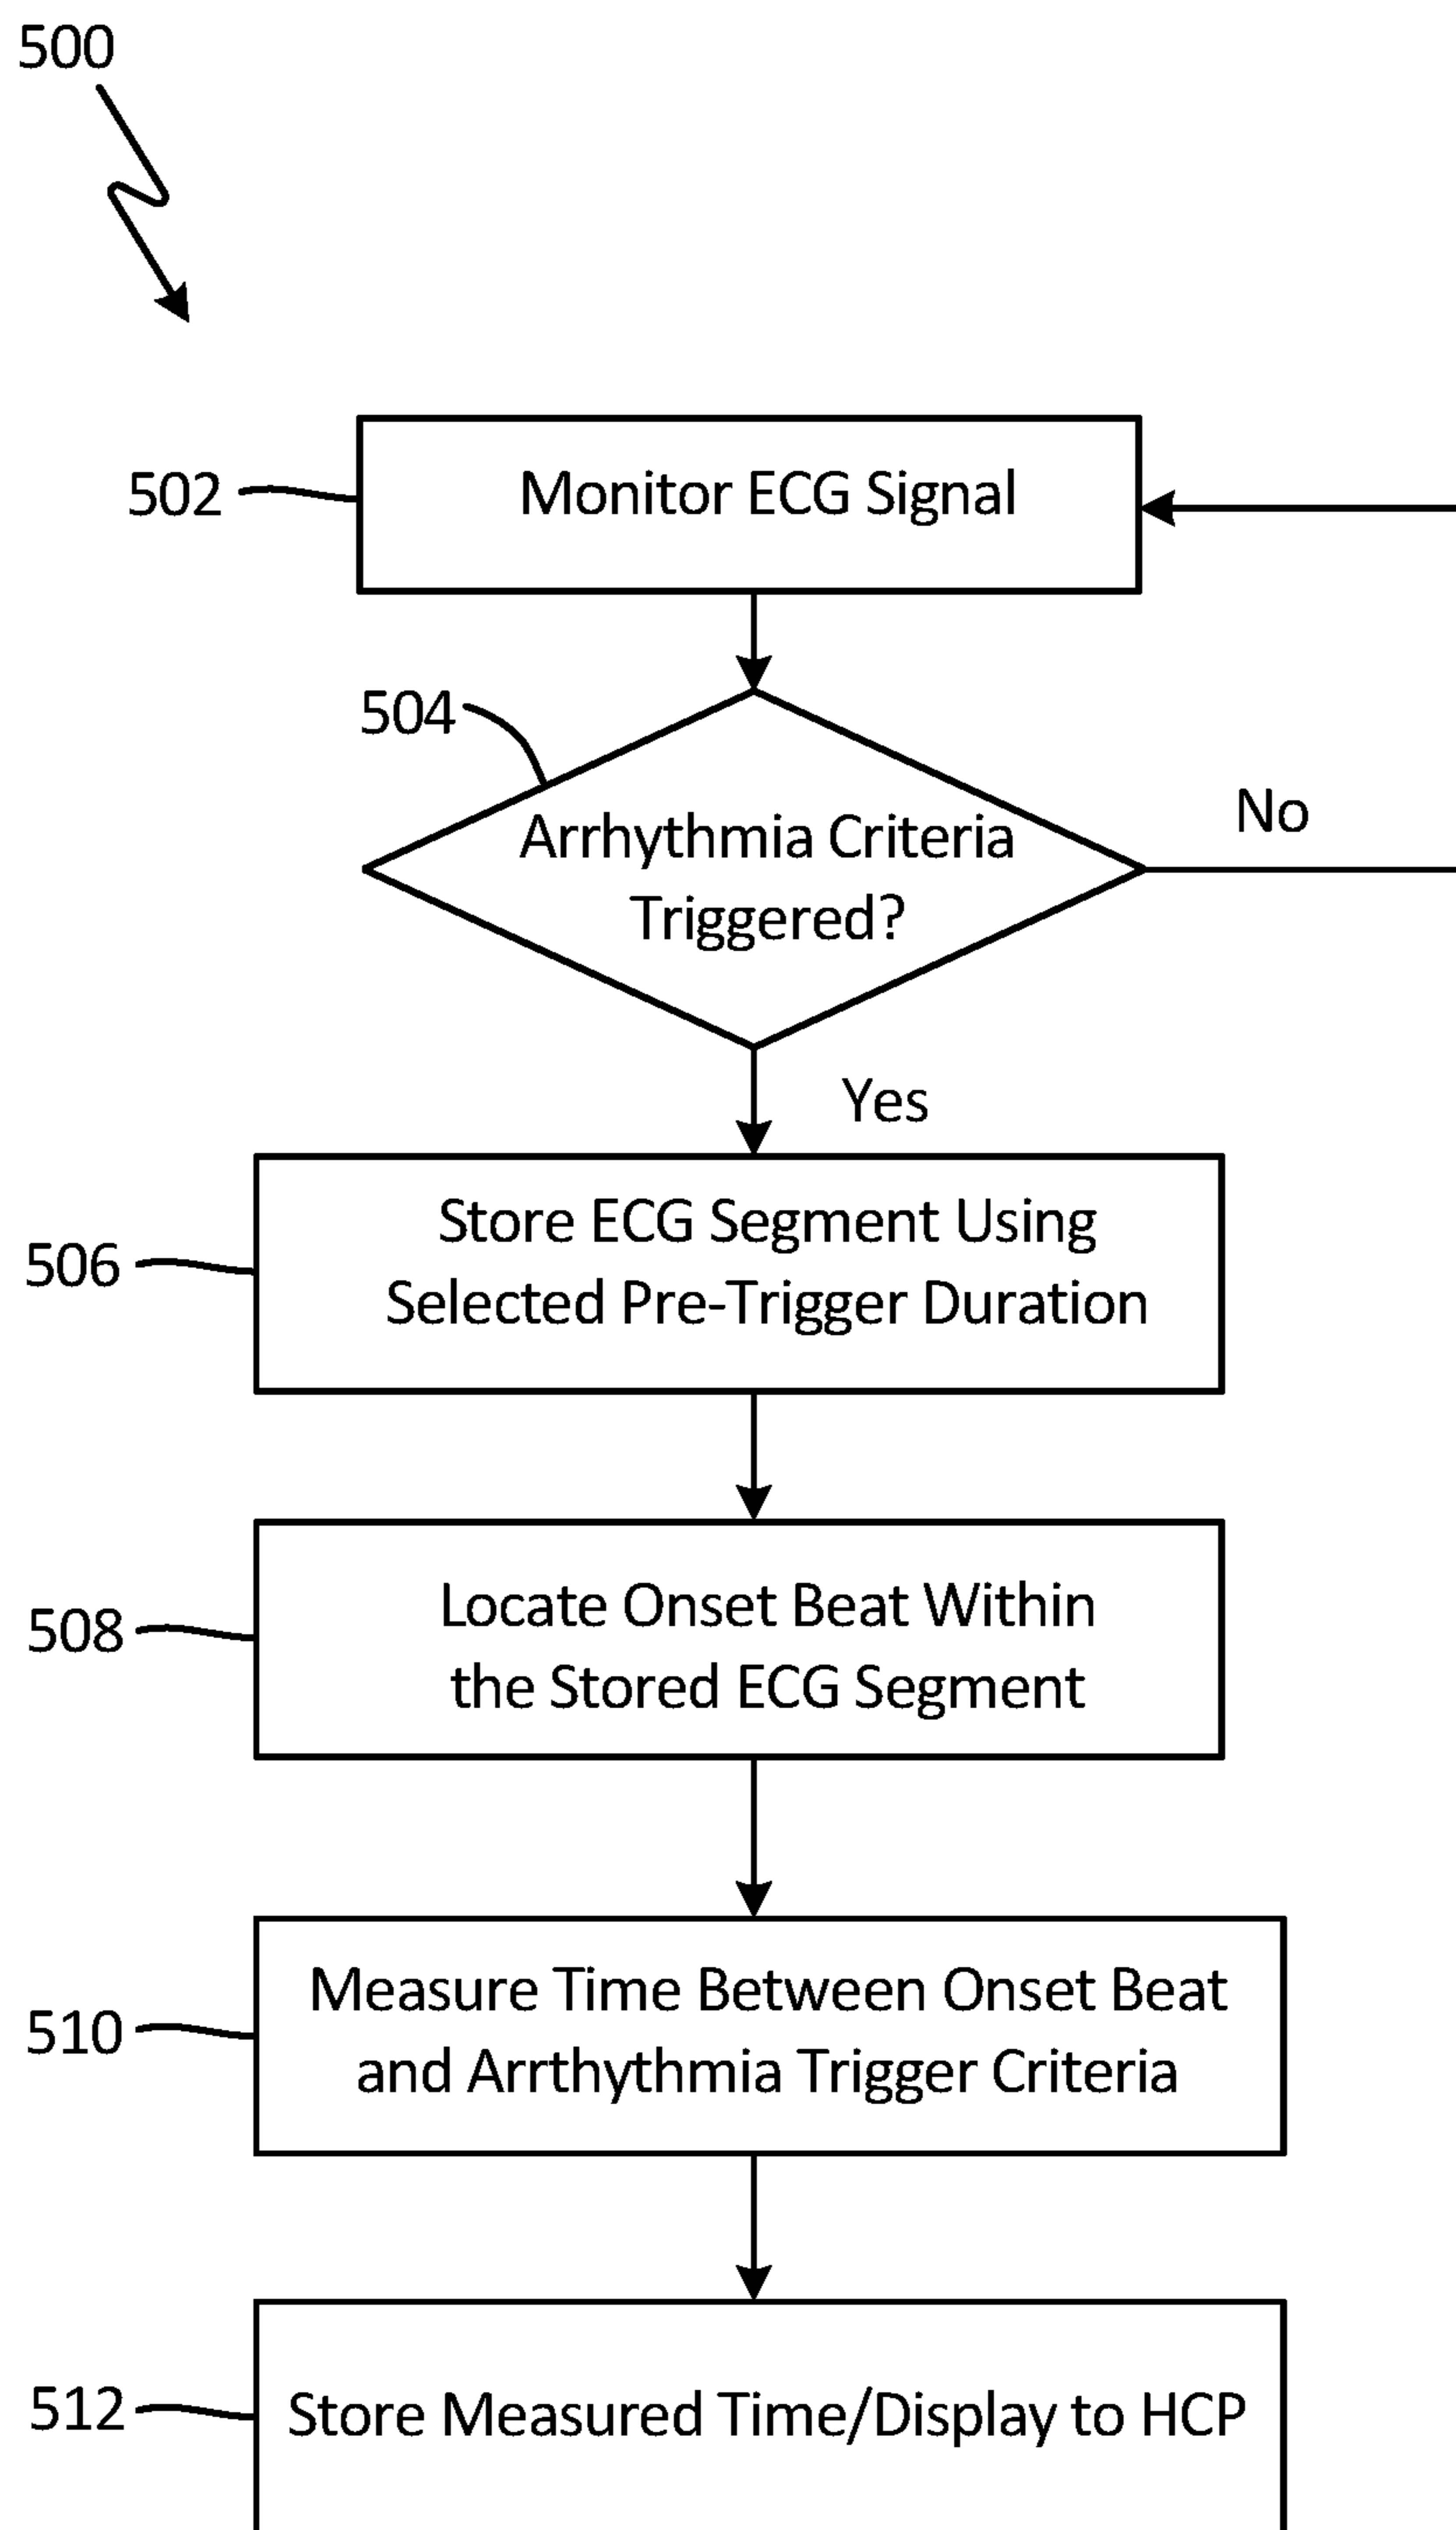 500
502
Monitor ECG Signal
504
Arrhythmia Criteria
Triggered?
No
Yes
506
Store ECG Segment Using
Selected Pre-Trigger Duration
508
Locate Onset Beat Within
the Stored ECG Segment
510
Measure Time Between Onset Beat
and Arrthythmia Trigger Criteria
512
Store Measured Time/Display to HCP